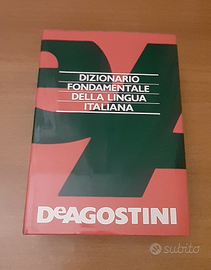 DIZIONARIO
FONDAMENTALE
DELLA LINGUA
ITALIANA
DeAGOSTINI
subito